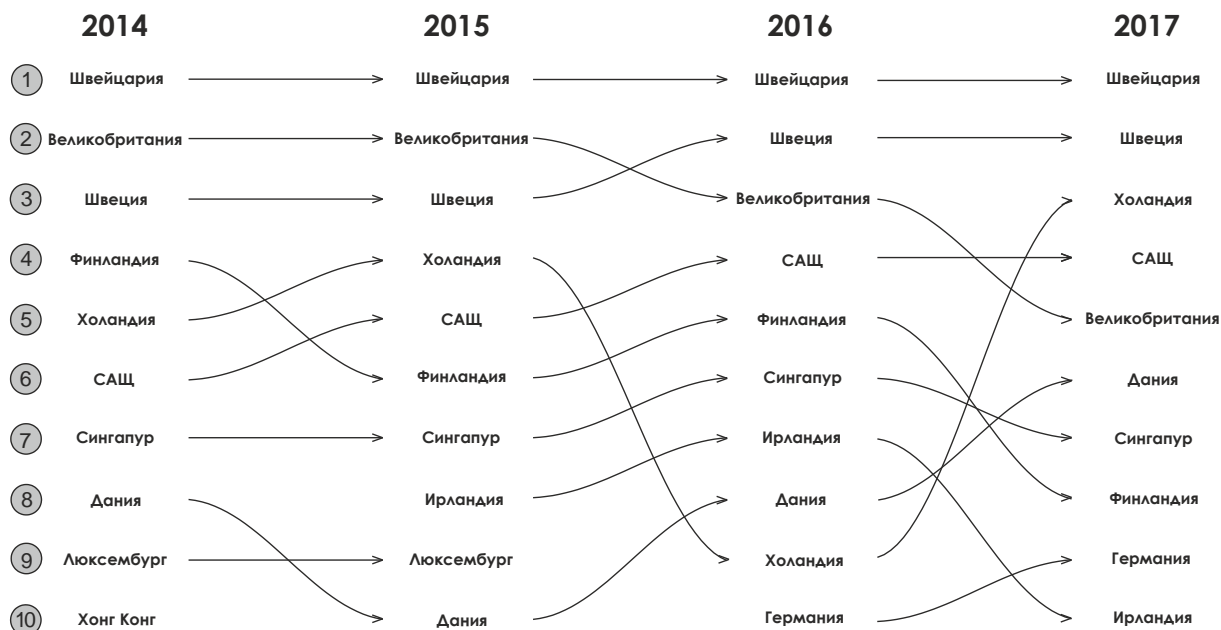 2014 2015 2016 2017
1 Швейцария Швейцария Швейцария Швейцария
2 Великобритания Великобритания Швеция Швеция
3 Швеция Швеция Великобритания Холандия
4 Финландия Холандия САЩ САЩ
5 Холандия САЩ Финландия Великобритания
6 САЩ Финландия Сингапур Дания
7 Сингапур Сингапур Ирландия Сингапур
8 Дания Ирландия Дания Финландия
9 Люксембург Люксембург Холандия Германия
10 Хонг Конг Дания Германия Ирландия